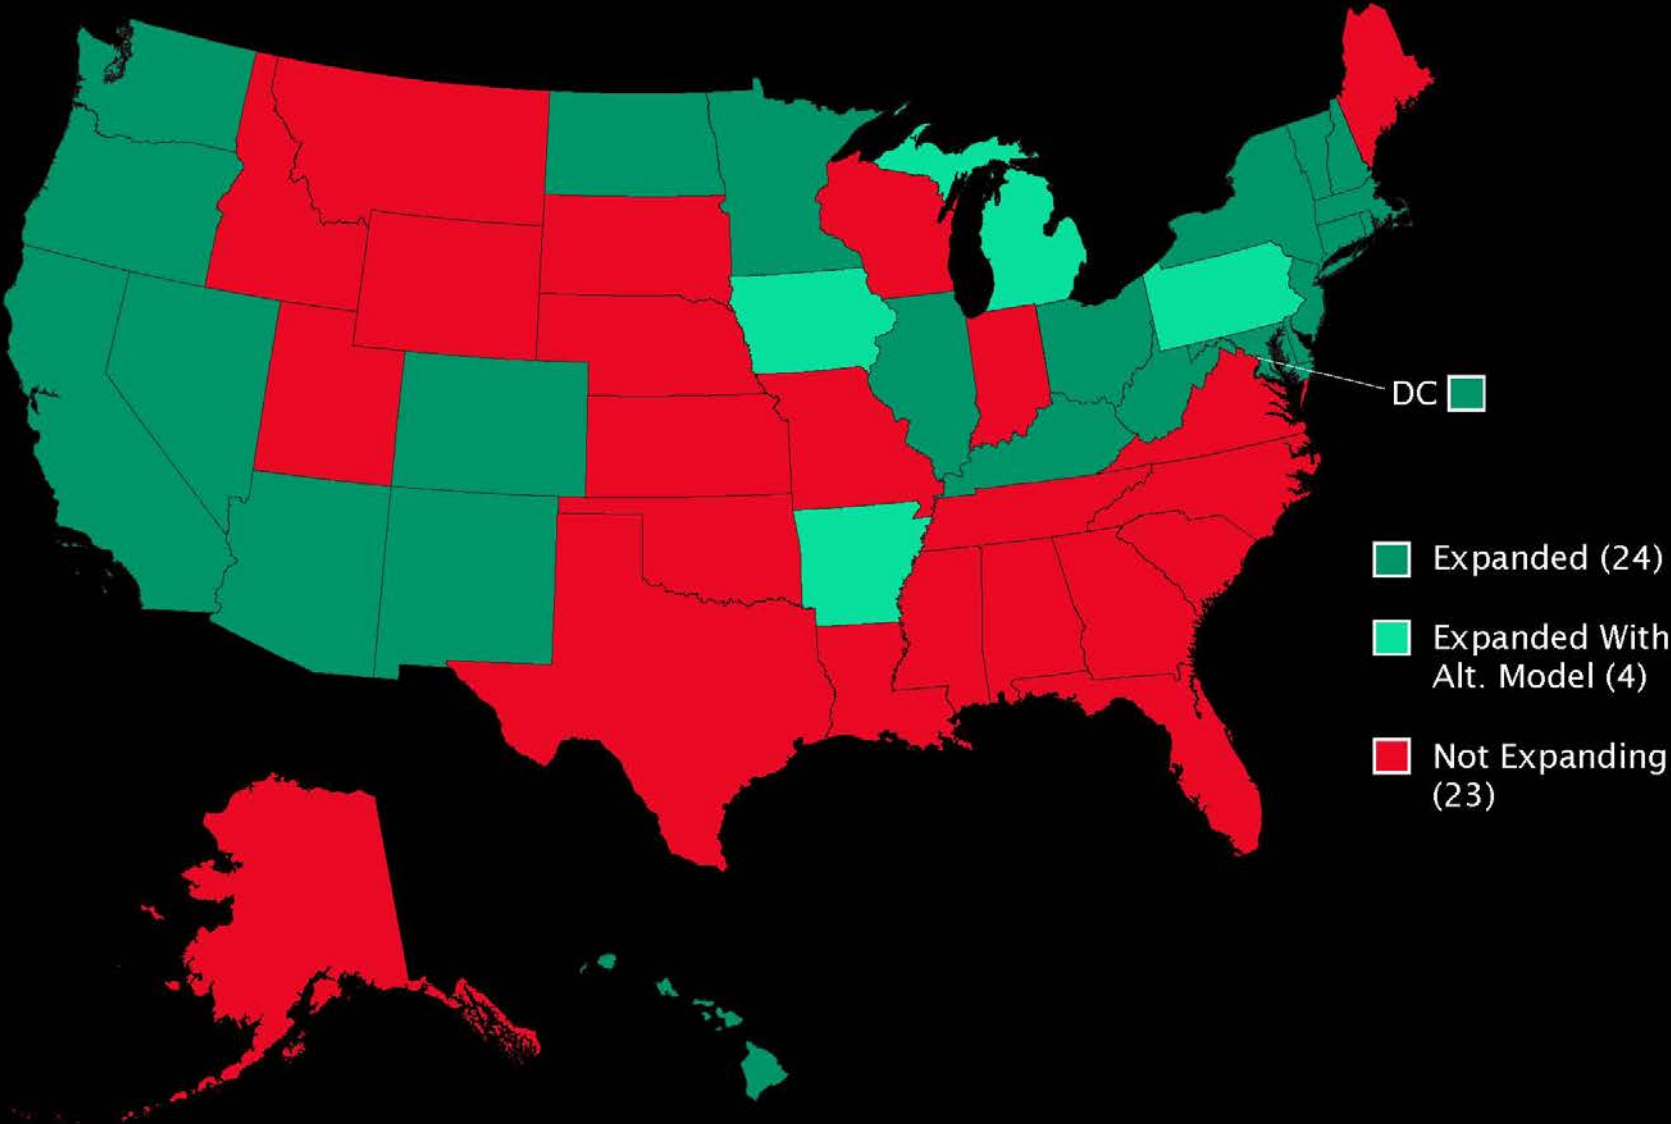 DC
Expanded (24)
Expanded With
Alt. Model (4)
Not Expanding
(23)